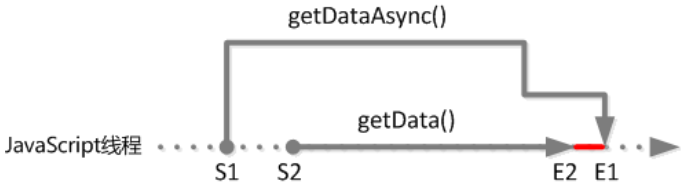 getDataAsync()
getData()
JavaScript线程
S1 S2 E2 E1